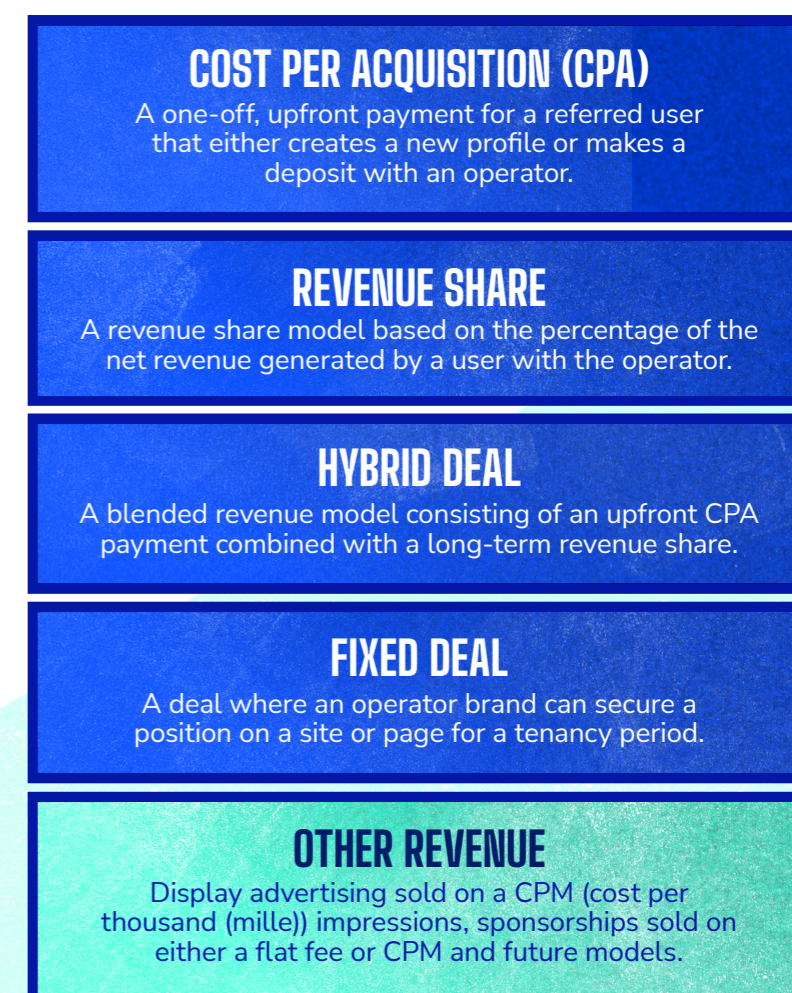 COST PER ACQUISITION (CPA)
A one-off, upfront payment for a referred user
that either creates a new profile or makes a
deposit with an operator.
REVENUE SHARE
A revenue share model based on the percentage of the
net revenue generated by a user with the operator.
HYBRID DEAL
A blended revenue model consisting of an upfront CPA
payment combined with a long-term revenue share.
FIXED DEAL
A deal where an operator brand can secure a
position on a site or page for a tenancy period.
OTHER REVENUE
Display advertising sold on a CPM (cost per
thousand (mille)) impressions, sponsorships sold on
either a flat fee or CPM and future models.